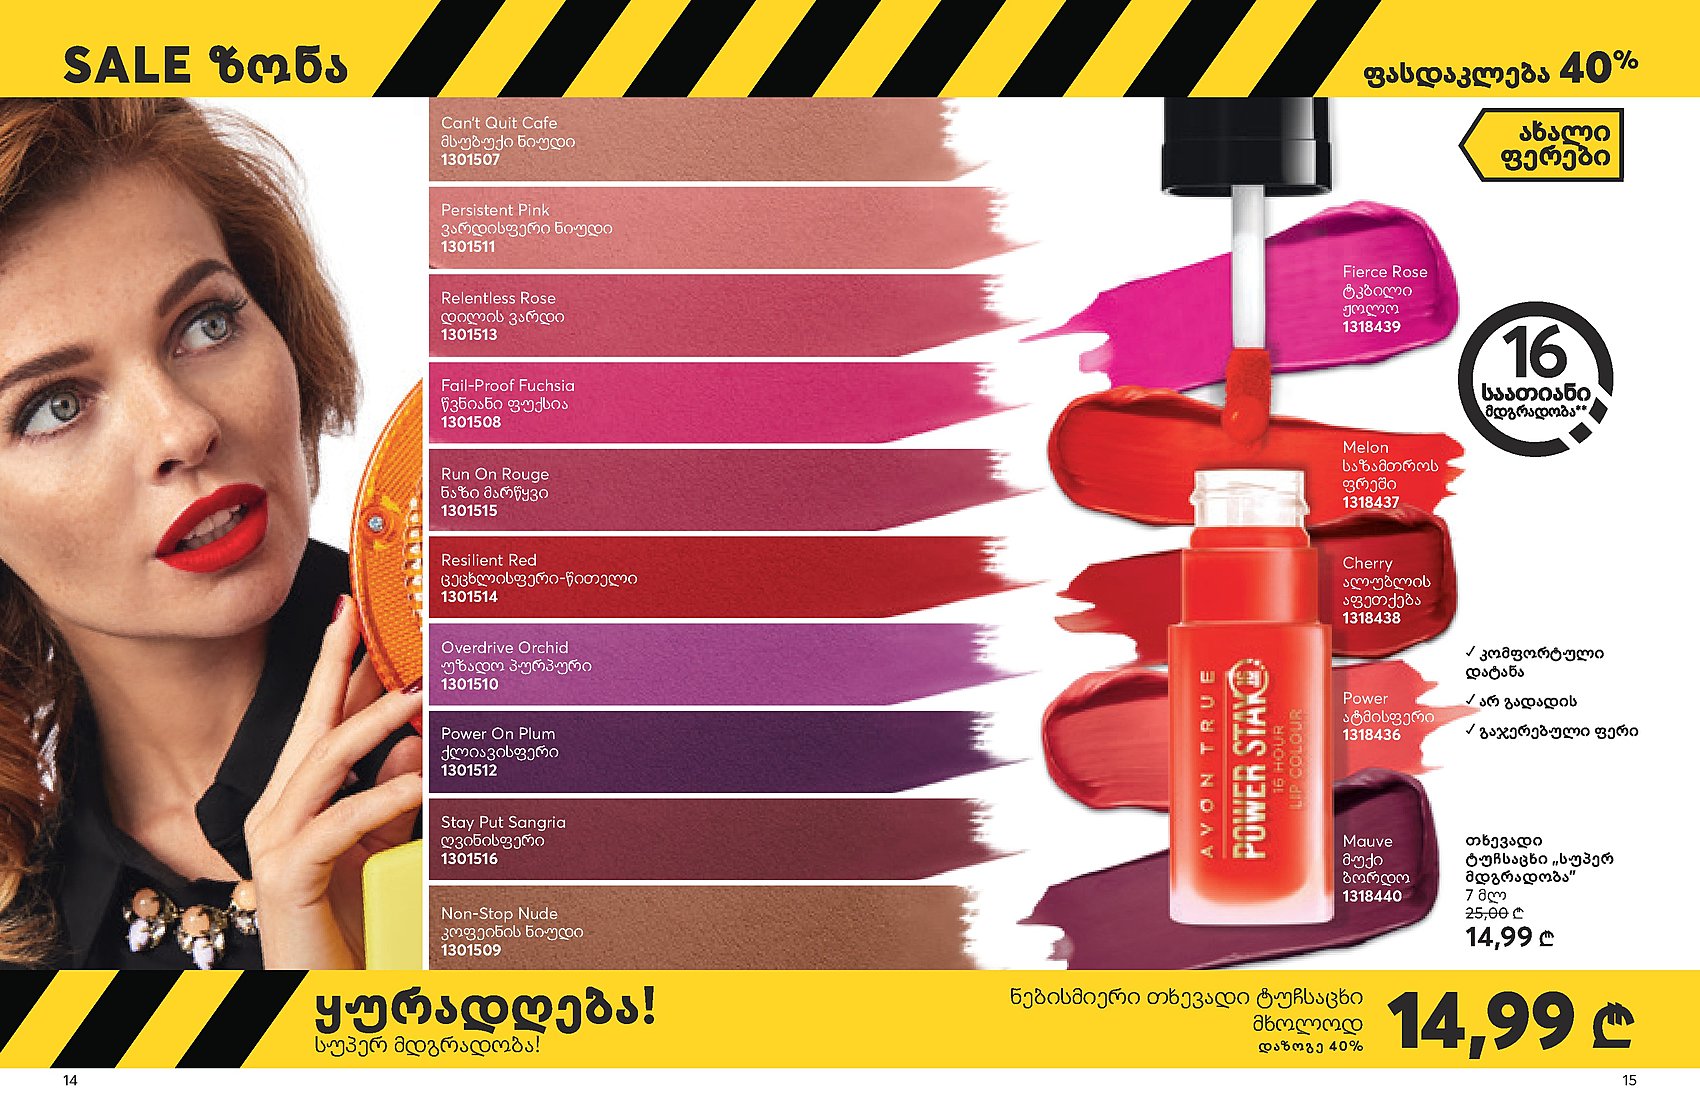 SALE ზონა
ფასდაკლება 40%
Can't Quit Cafe
მსუბუქი ნიუდი
1301507
Persistent Pink
ვარდისფერი ნიუდი
1301511
Relentless Rose
დილის ვარდი
1301513
Fail-Proof Fuchsia
წვნიანი ფუქსია
1301508
Run On Rouge
ნაზი მარწყვი
1301515
Resilient Red
ცეცხლისფერი-წითელი
1301514
Overdrive Orchid
უზადო პურპური
1301510
Power On Plum
ქლიავისფერი
1301512
Stay Put Sangria
ღვინისფერი
1301516
Non-Stop Nude
კოფეინის ნიუდი
1301509
ახალი
ფერები
Fierce Rose
ტკბილი
ჟოლო
1318439
16
საათიანი
მდგრადობა**
Melon
საზამთროს
ფრეში
1318437
Cherry
ალუბლის
აფეთქება
1318438
Power
ატმისფერი
1318436
Mauve
მუქი
ბორდო
1318440
AVON TRUE
POWER STAY 16
16 HOUR
LIP COLOUR
✓ კომფორტული
დატანა
✓ არ გადადის
✓ გაჯერებული ფერი
თხევადი
ტუჩსაცხი „სუპერ
მდგრადობა"
7 მლ
25,00 ₾
14,99 ₾
ყურადღება!
სუპერ მდგრადობა!
ნებისმიერი თხევადი ტუჩსაცხი
მხოლოდ
დაზოგე 40%
14,99 ₾
14
15